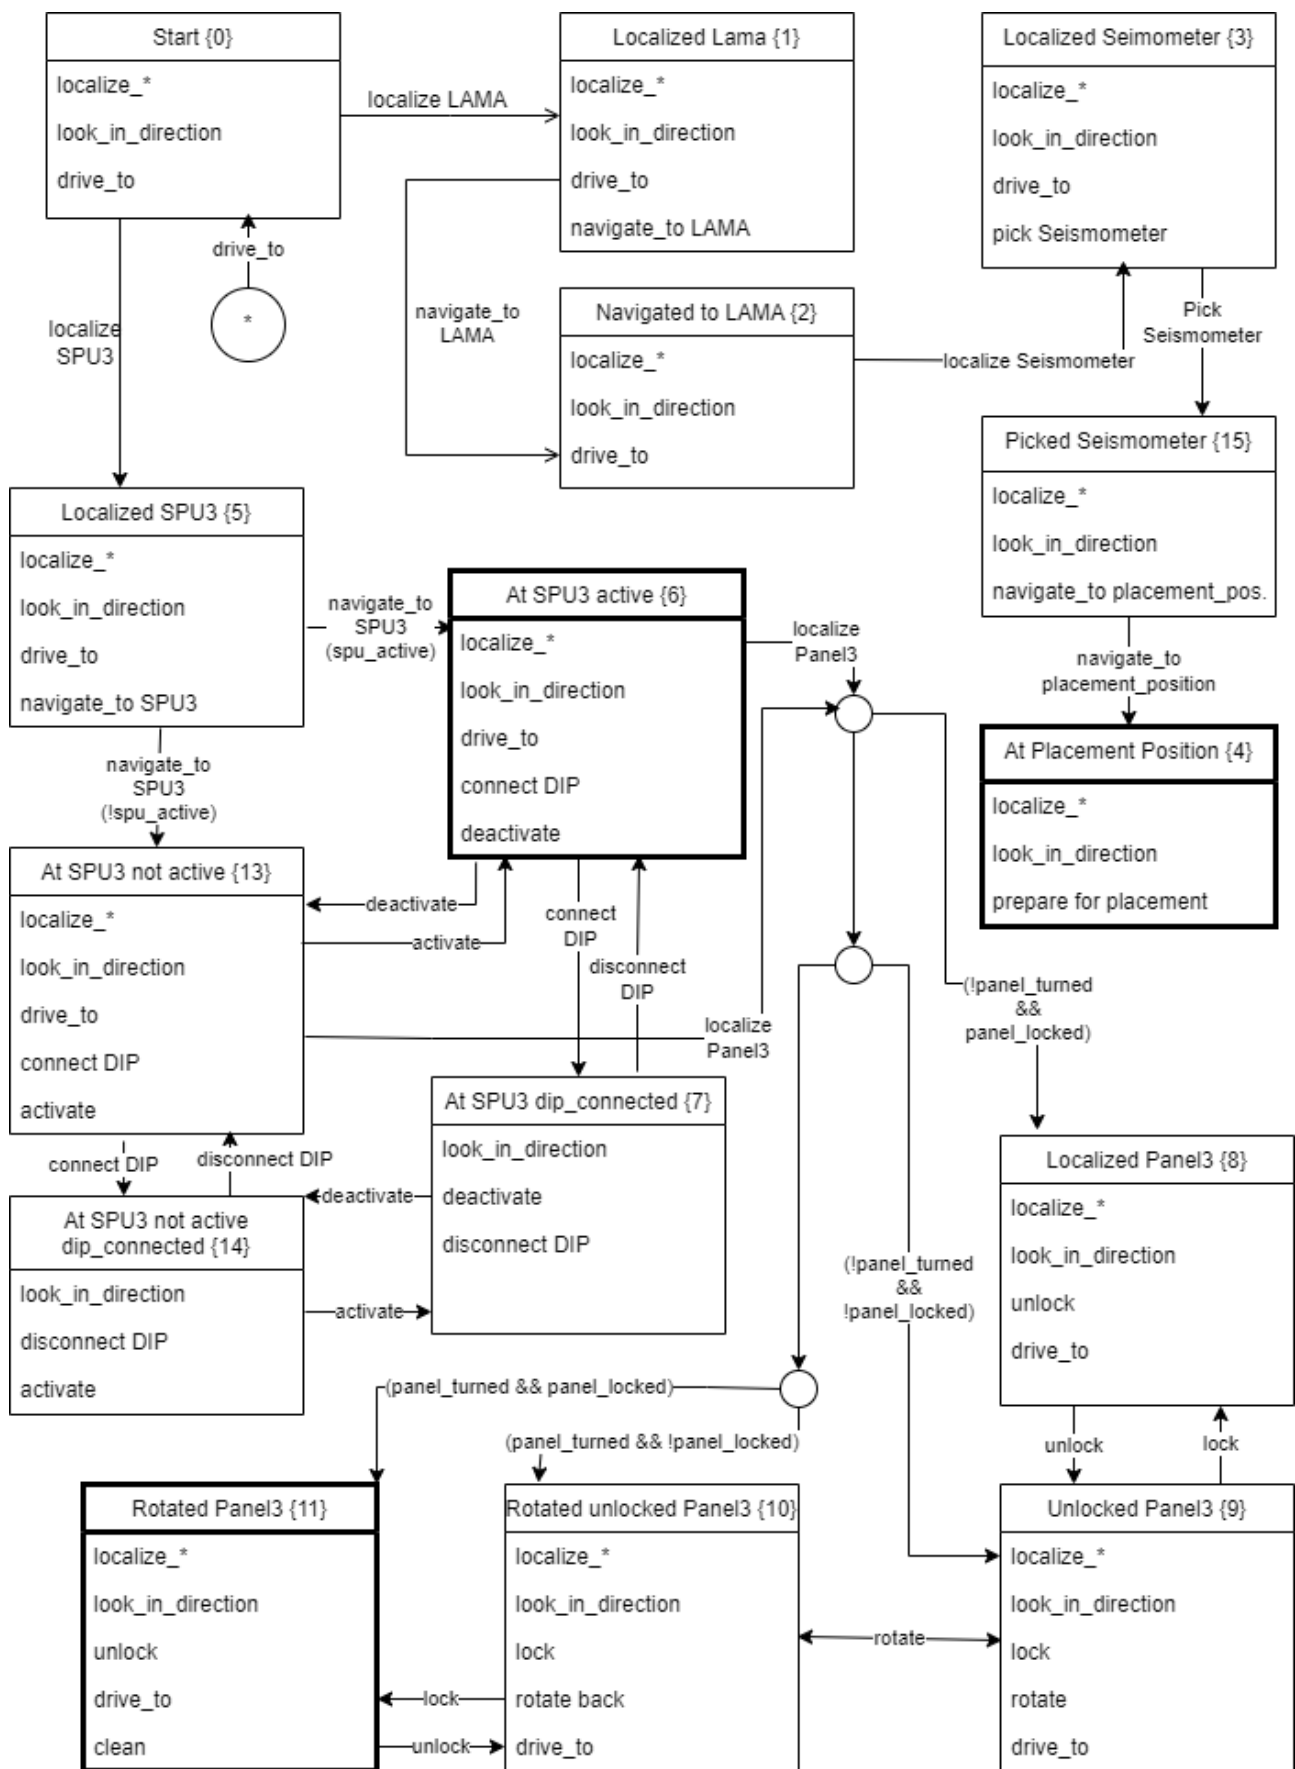 Start {0}
localize_*
look_in_direction
drive_to
localize LAMA
Localized Lama {1}
localize_*
look_in_direction
drive_to
navigate_to LAMA
Localized Seimometer {3}
localize_*
look_in_direction
drive_to
pick Seismometer
drive_to
*
localize
SPU3
navigate_to
LAMA
Navigated to LAMA {2}
localize_*
look_in_direction
drive_to
localize Seismometer
Pick
Seismometer
Picked Seismometer {15}
localize_*
look_in_direction
navigate_to placement_pos.
navigate_to
placement_position
At Placement Position {4}
localize_*
look_in_direction
prepare for placement
Localized SPU3 {5}
localize_*
look_in_direction
drive_to
navigate_to SPU3
navigate_to
SPU3
(spu_active)
At SPU3 active {6}
localize_*
look_in_direction
drive_to
connect DIP
deactivate
localize
Panel3
navigate_to
SPU3
(!spu_active)
At SPU3 not active {13}
localize_*
look_in_direction
drive_to
connect DIP
activate
deactivate
activate
connect
DIP
disconnect
DIP
localize
Panel3
(!panel_turned
&&
panel_locked)
At SPU3 dip_connected {7}
look_in_direction
deactivate
disconnect DIP
connect DIP
disconnect DIP
deactivate
At SPU3 not active
dip_connected {14}
look_in_direction
disconnect DIP
activate
activate
(!panel_turned
&&
!panel_locked)
Localized Panel3 {8}
localize_*
look_in_direction
unlock
drive_to
(panel_turned && panel_locked)
(panel_turned && !panel_locked)
unlock
lock
Rotated Panel3 {11}
localize_*
look_in_direction
unlock
drive_to
clean
lock
unlock
Rotated unlocked Panel3 {10}
localize_*
look_in_direction
lock
rotate back
drive_to
rotate
Unlocked Panel3 {9}
localize_*
look_in_direction
lock
rotate
drive_to